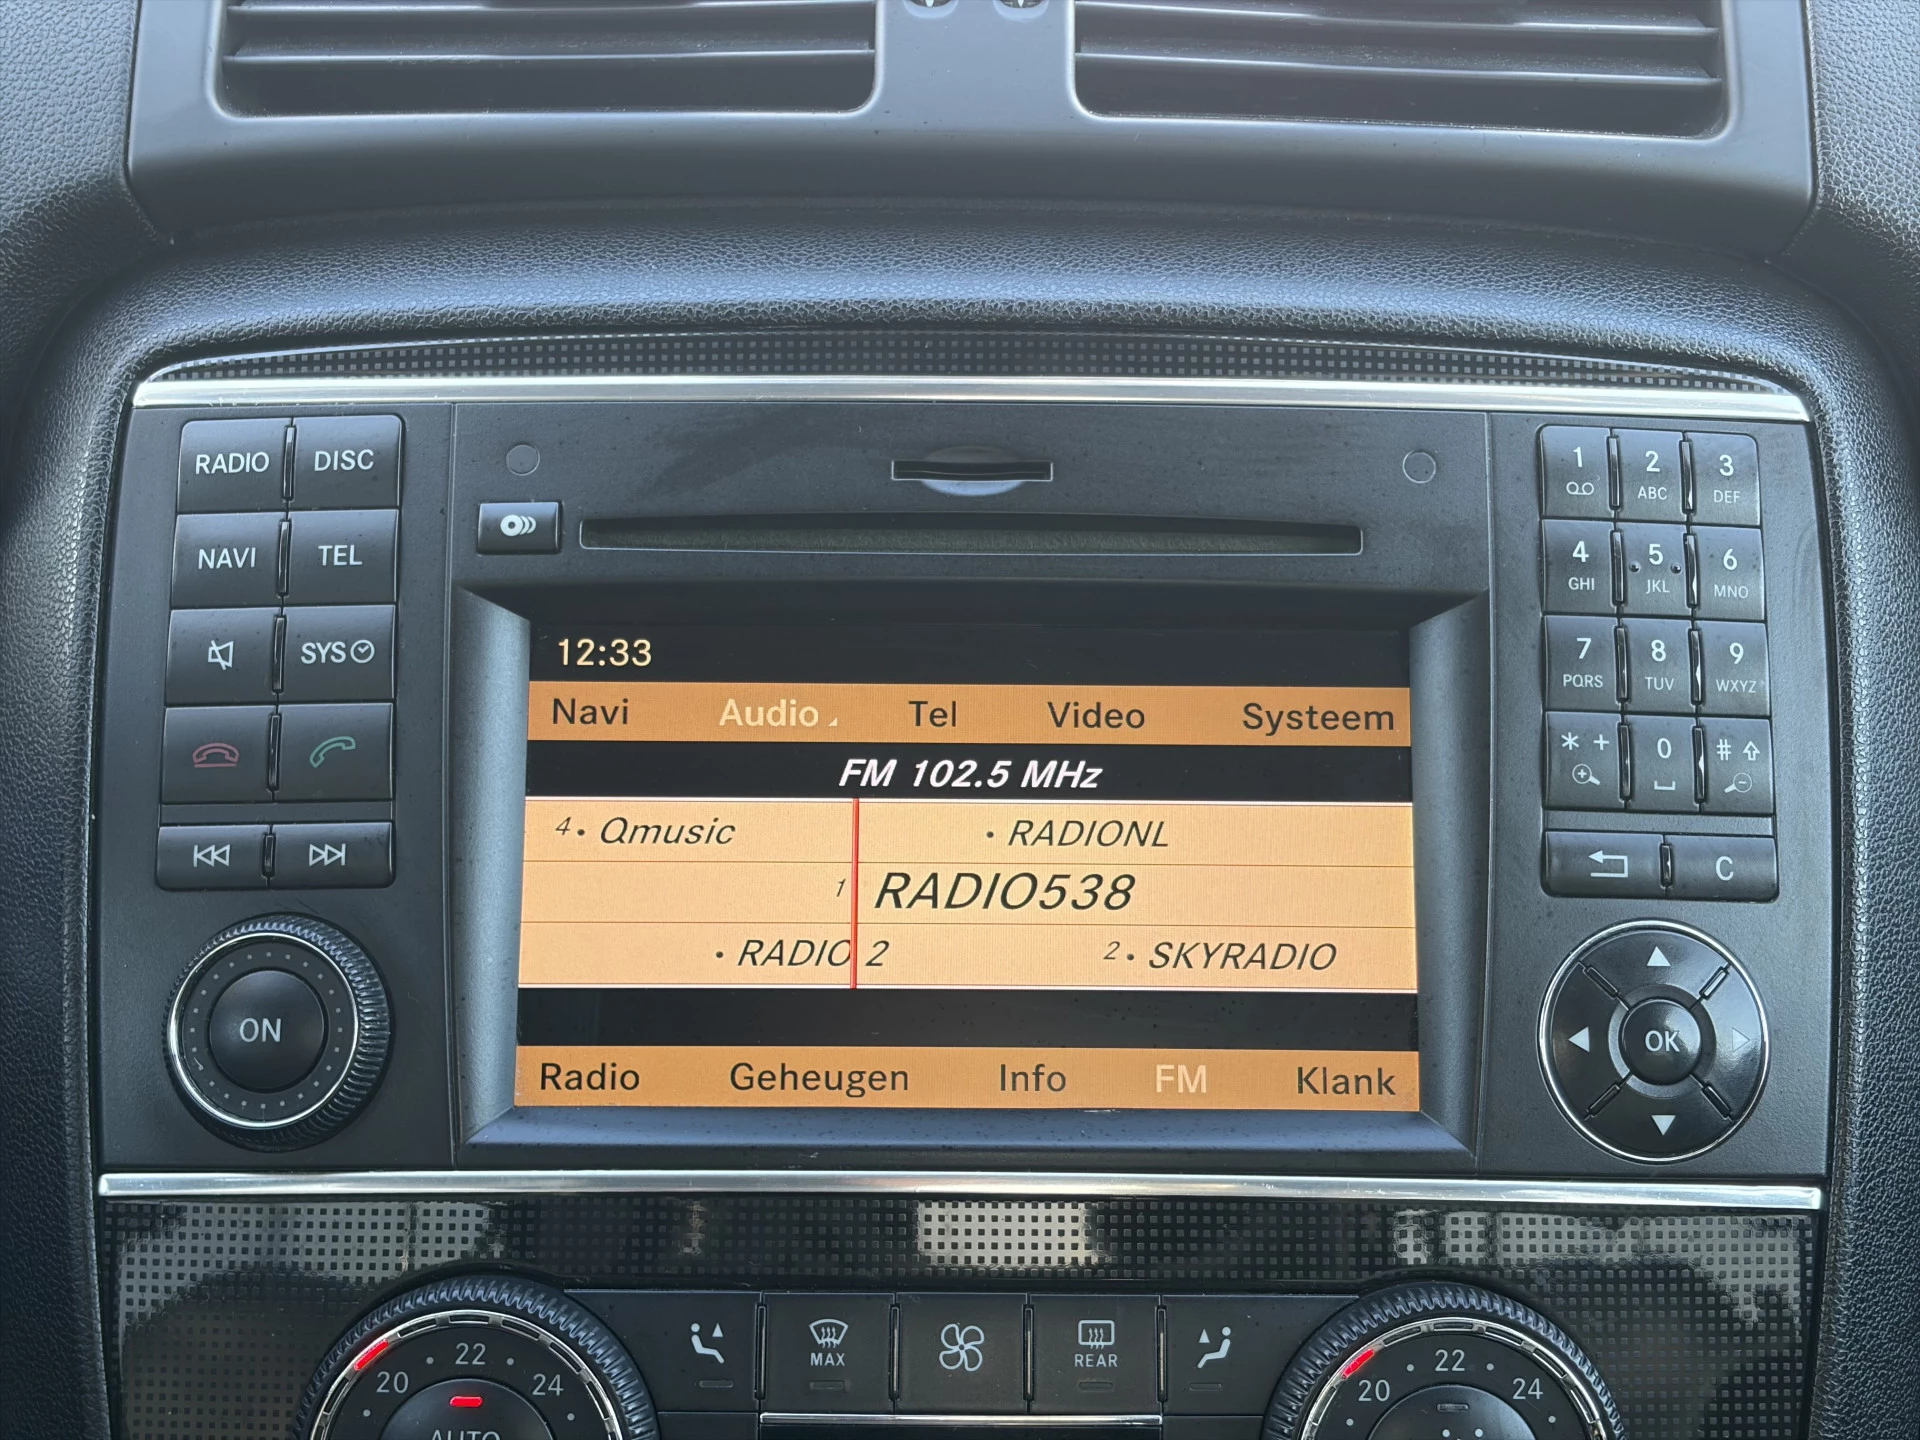 RADIO DISC
NAVI TEL
SYS
ON
12:33
Navi Audio Tel Video Systeem
FM 102.5 MHz
4 • Qmusic • RADIONL
1 RADIO538
• RADIO 2 2 • SKYRADIO
Radio Geheugen Info FM Klank
1 2 3
ABC DEF
4 5 6
GHI JKL MNO
7 8 9
PQRS TUV WXYZ
* + 0 #
C
OK
20 22 24
AUTO
MAX
REAR
20 22 24